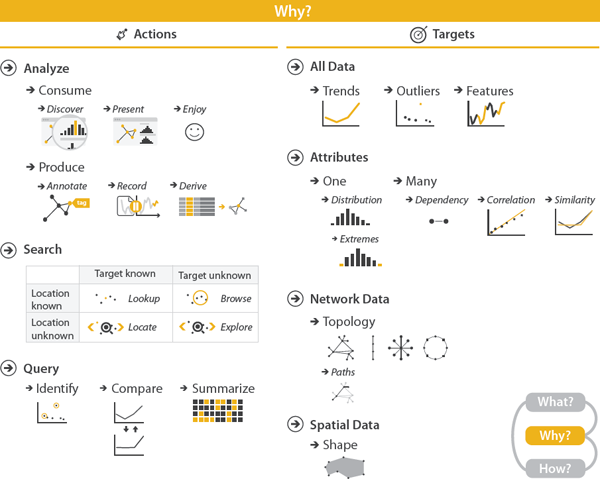 Why?
Actions
Analyze
Consume
Discover Present Enjoy
Produce
Annotate Record Derive
tag
Search
Target known Target unknown
Location known Lookup Browse
Location unknown Locate Explore
Query
Identify Compare Summarize
Targets
All Data
Trends Outliers Features
Attributes
One Many
Distribution Dependency Correlation Similarity
Extremes
Network Data
Topology
Paths
Spatial Data
Shape
What?
Why?
How?